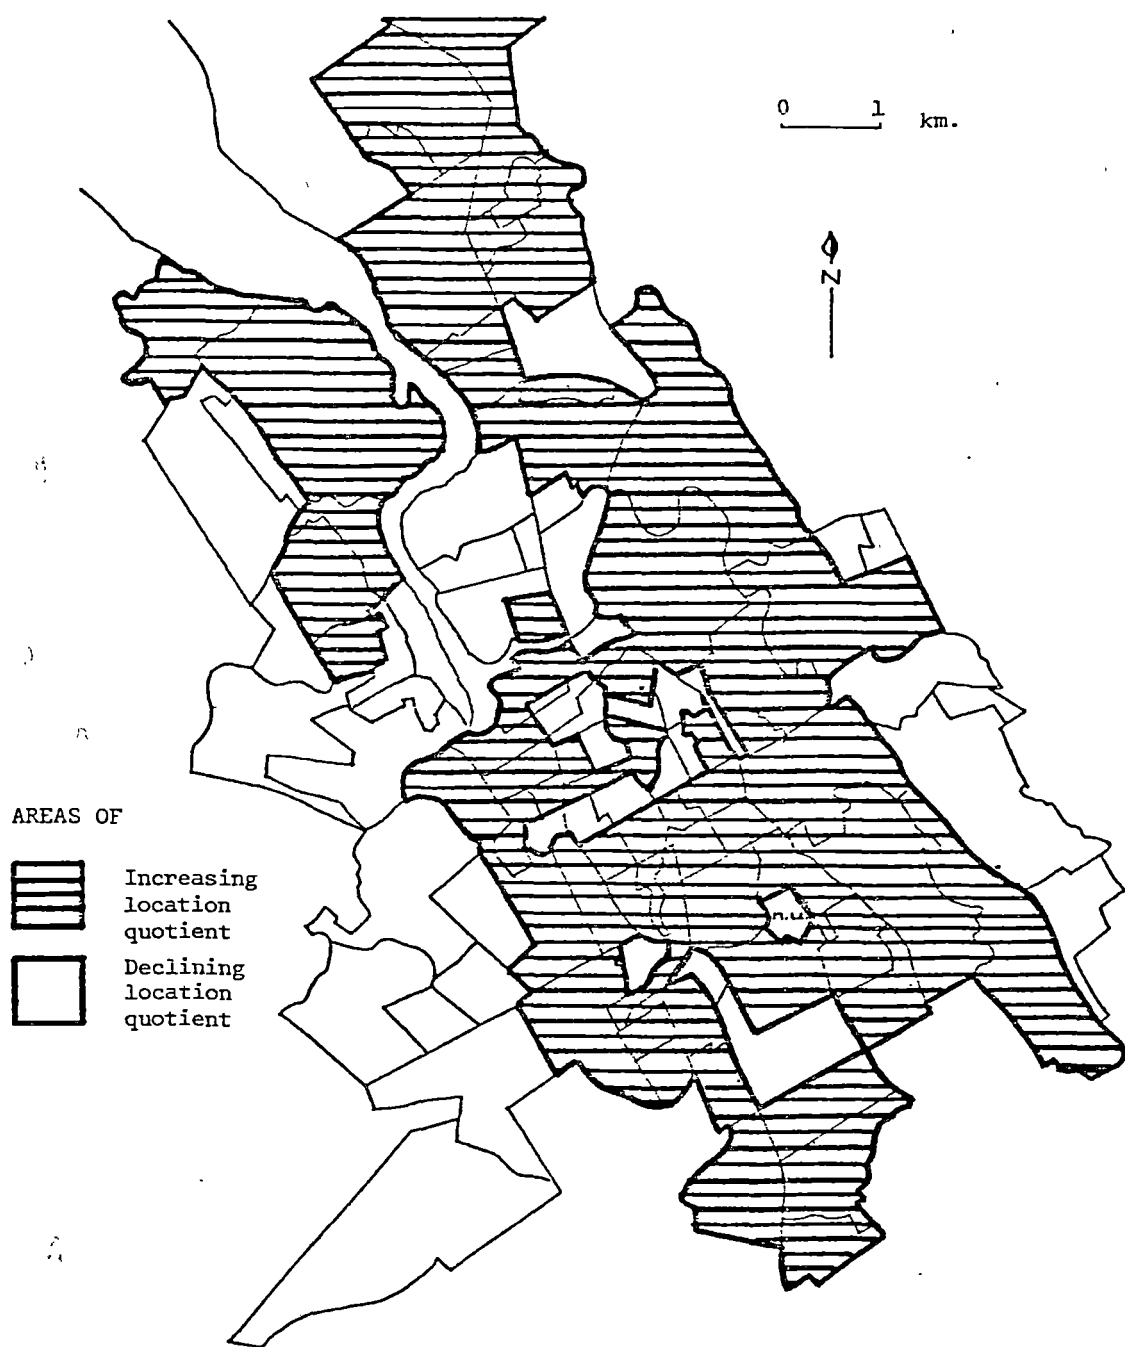 0 1 km.
N
AREAS OF
Increasing
location
quotient
n.u.
Declining
location
quotient